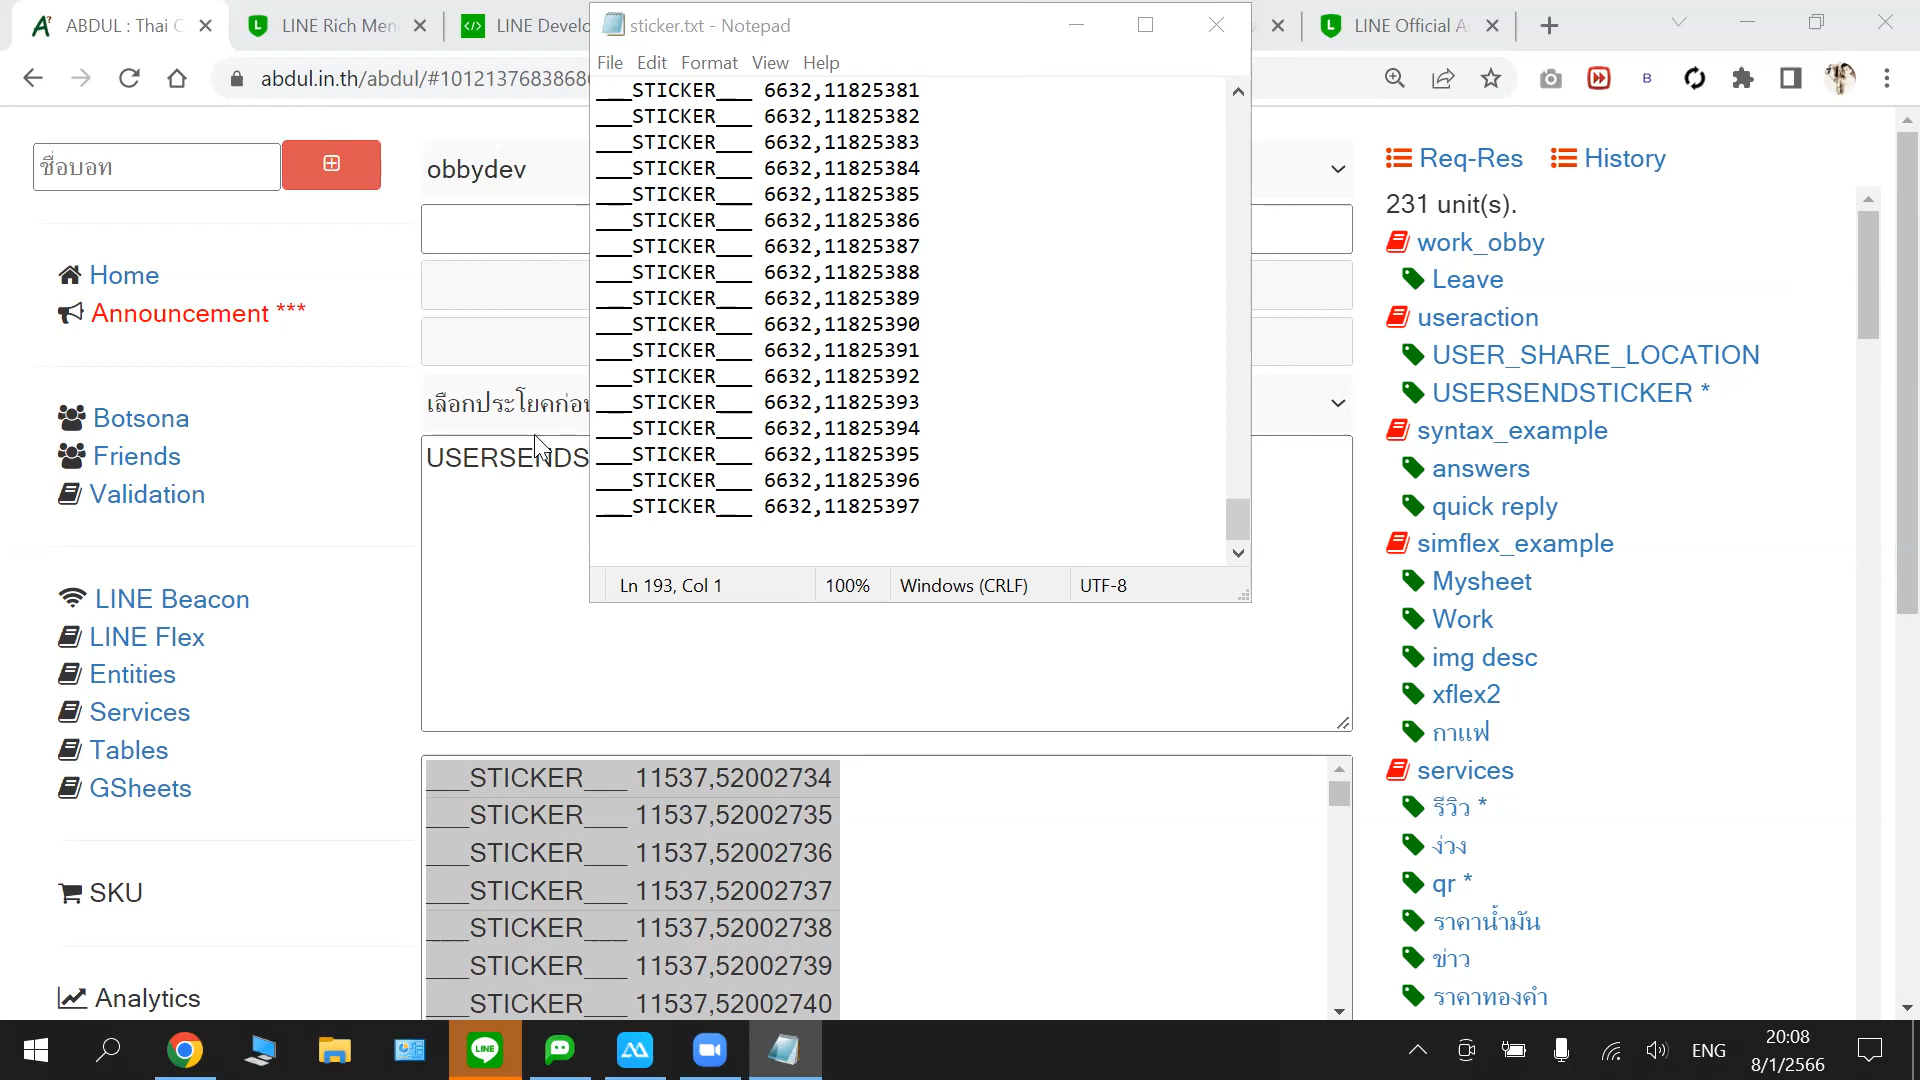 ABDUL : Thai C
LINE Rich Men
LINE Develo
LINE Official A
abdul.in.th/abdul/#10121376838686
sticker.txt - Notepad
File Edit Format View Help
___STICKER___ 6632,11825381
___STICKER___ 6632,11825382
___STICKER___ 6632,11825383
___STICKER___ 6632,11825384
___STICKER___ 6632,11825385
___STICKER___ 6632,11825386
___STICKER___ 6632,11825387
___STICKER___ 6632,11825388
___STICKER___ 6632,11825389
___STICKER___ 6632,11825390
___STICKER___ 6632,11825391
___STICKER___ 6632,11825392
___STICKER___ 6632,11825393
___STICKER___ 6632,11825394
___STICKER___ 6632,11825395
___STICKER___ 6632,11825396
___STICKER___ 6632,11825397
Ln 193, Col 1 100% Windows (CRLF) UTF-8
ชื่อบอท
Home
Announcement ***
Botsona
Friends
Validation
LINE Beacon
LINE Flex
Entities
Services
Tables
GSheets
SKU
Analytics
obbydev
เลือกประโยคก่อน
USERSENDS
___STICKER___ 11537,52002734
___STICKER___ 11537,52002735
___STICKER___ 11537,52002736
___STICKER___ 11537,52002737
___STICKER___ 11537,52002738
___STICKER___ 11537,52002739
___STICKER___ 11537,52002740
Req-Res History
231 unit(s).
work_obby
Leave
useraction
USER_SHARE_LOCATION
USERSENDSTICKER *
syntax_example
answers
quick reply
simflex_example
Mysheet
Work
img desc
xflex2
กาแฟ
services
รีวิว *
ง่วง
qr *
ราคาน้ำมัน
ข่าว
ราคาทองคำ
LINE
ENG
20:08
8/1/2566